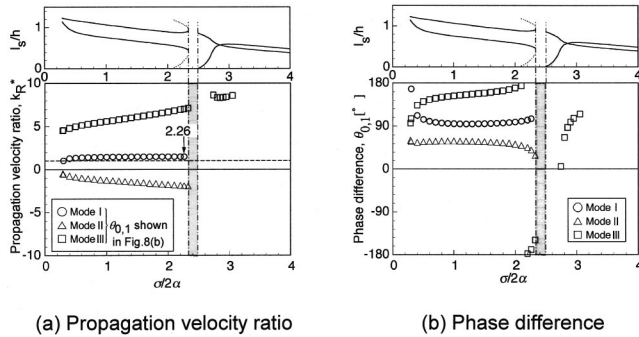 1
0
0 1 2 3 4
l_s/h
10
5
0
-5
-10
Propagation velocity ratio, k_R*
2.26
Mode I
Mode II
Mode III
θ0,1 shown
in Fig.8(b)
0 1 2 3 4
σ/2α
(a) Propagation velocity ratio
1
0
0 1 2 3 4
l_s/h
180
90
0
-90
-180
Phase difference, θ0,1[°]
Mode I
Mode II
Mode III
0 1 2 3 4
σ/2α
(b) Phase difference